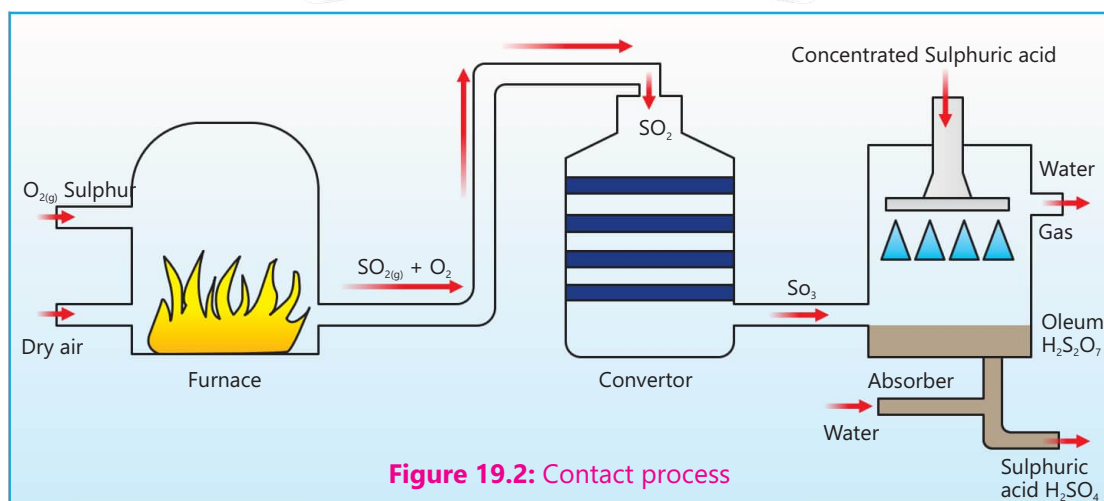 Concentrated Sulphuric acid
SO₂
O₂₍g₎ Sulphur
Water
Gas
SO₂₍g₎ + O₂
So₃
Dry air
Oleum
H₂S₂O₇
Furnace
Convertor
Absorber
Water
Sulphuric
acid H₂SO₄
Figure 19.2: Contact process